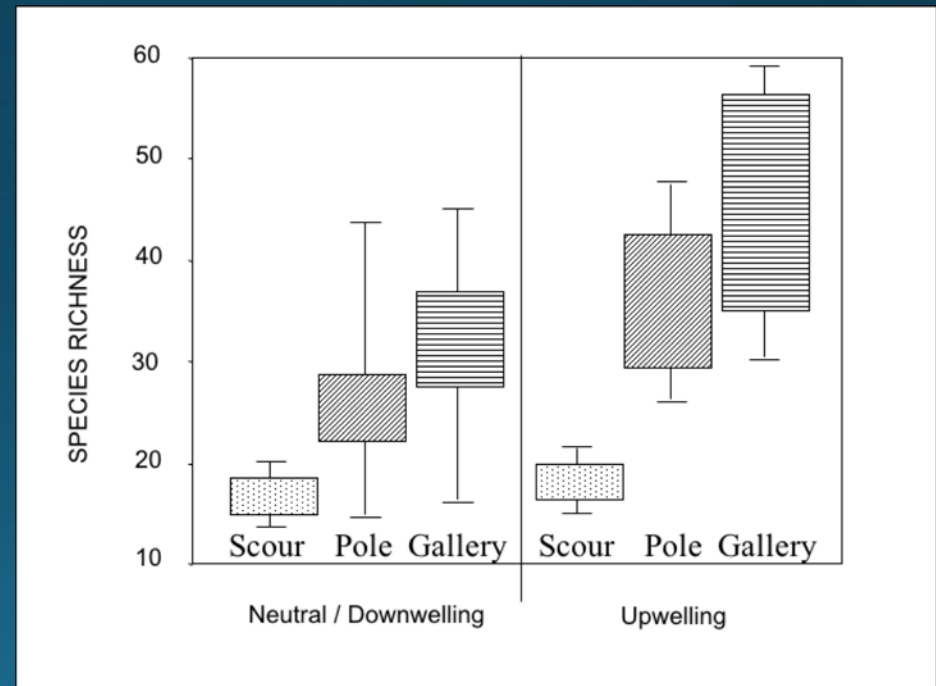 60
50
40
30
20
10
SPECIES RICHNESS
Scour Pole Gallery Scour Pole Gallery
Neutral / Downwelling Upwelling